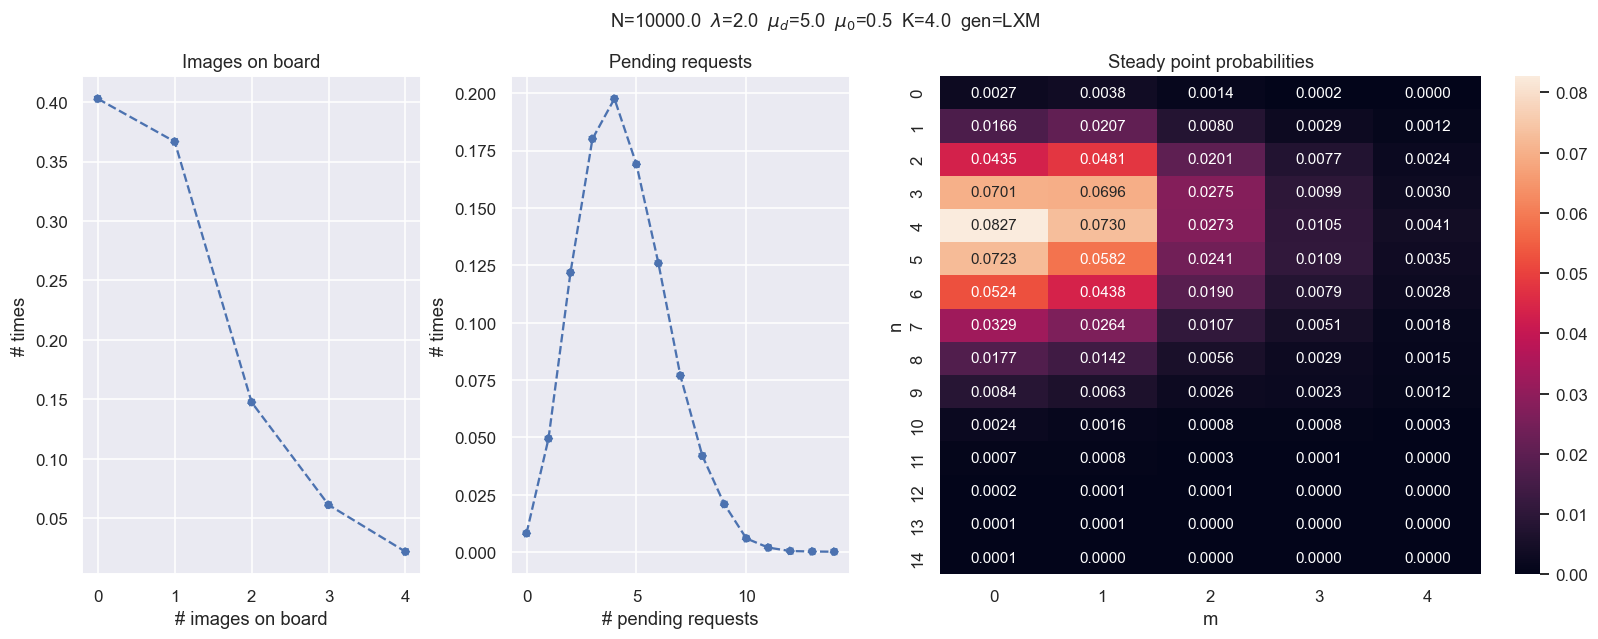 N=10000.0 λ=2.0 μd=5.0 μ0=0.5 K=4.0 gen=LXM
Images on board
0.40
0.35
0.30
0.25
0.20
0.15
0.10
0.05
# times
0 1 2 3 4
# images on board
Pending requests
0.200
0.175
0.150
0.125
0.100
0.075
0.050
0.025
0.000
# times
0 5 10
# pending requests
Steady point probabilities
0 0.0027 0.0038 0.0014 0.0002 0.0000
1 0.0166 0.0207 0.0080 0.0029 0.0012
2 0.0435 0.0481 0.0201 0.0077 0.0024
3 0.0701 0.0696 0.0275 0.0099 0.0030
4 0.0827 0.0730 0.0273 0.0105 0.0041
5 0.0723 0.0582 0.0241 0.0109 0.0035
6 0.0524 0.0438 0.0190 0.0079 0.0028
7 0.0329 0.0264 0.0107 0.0051 0.0018
8 0.0177 0.0142 0.0056 0.0029 0.0015
9 0.0084 0.0063 0.0026 0.0023 0.0012
10 0.0024 0.0016 0.0008 0.0008 0.0003
11 0.0007 0.0008 0.0003 0.0001 0.0000
12 0.0002 0.0001 0.0001 0.0000 0.0000
13 0.0001 0.0001 0.0000 0.0000 0.0000
14 0.0001 0.0000 0.0000 0.0000 0.0000
n
0 1 2 3 4
m
0.08
0.07
0.06
0.05
0.04
0.03
0.02
0.01
0.00